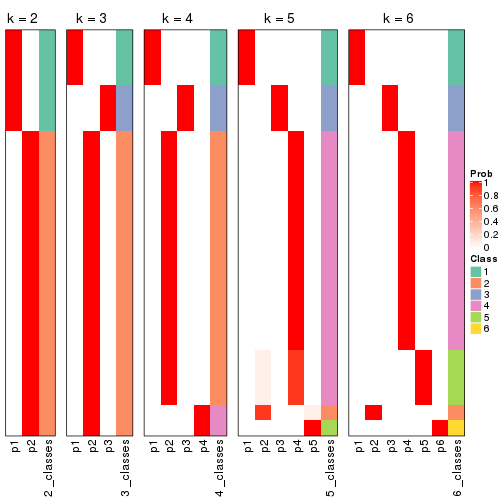 k = 2
k = 3
k = 4
k = 5
k = 6
Prob
1
0.8
0.6
0.4
0.2
0
Class
1
2
3
4
5
6
p1
p2
2_classes
p1
p2
p3
3_classes
p1
p2
p3
p4
4_classes
p1
p2
p3
p4
p5
5_classes
p1
p2
p3
p4
p5
p6
6_classes